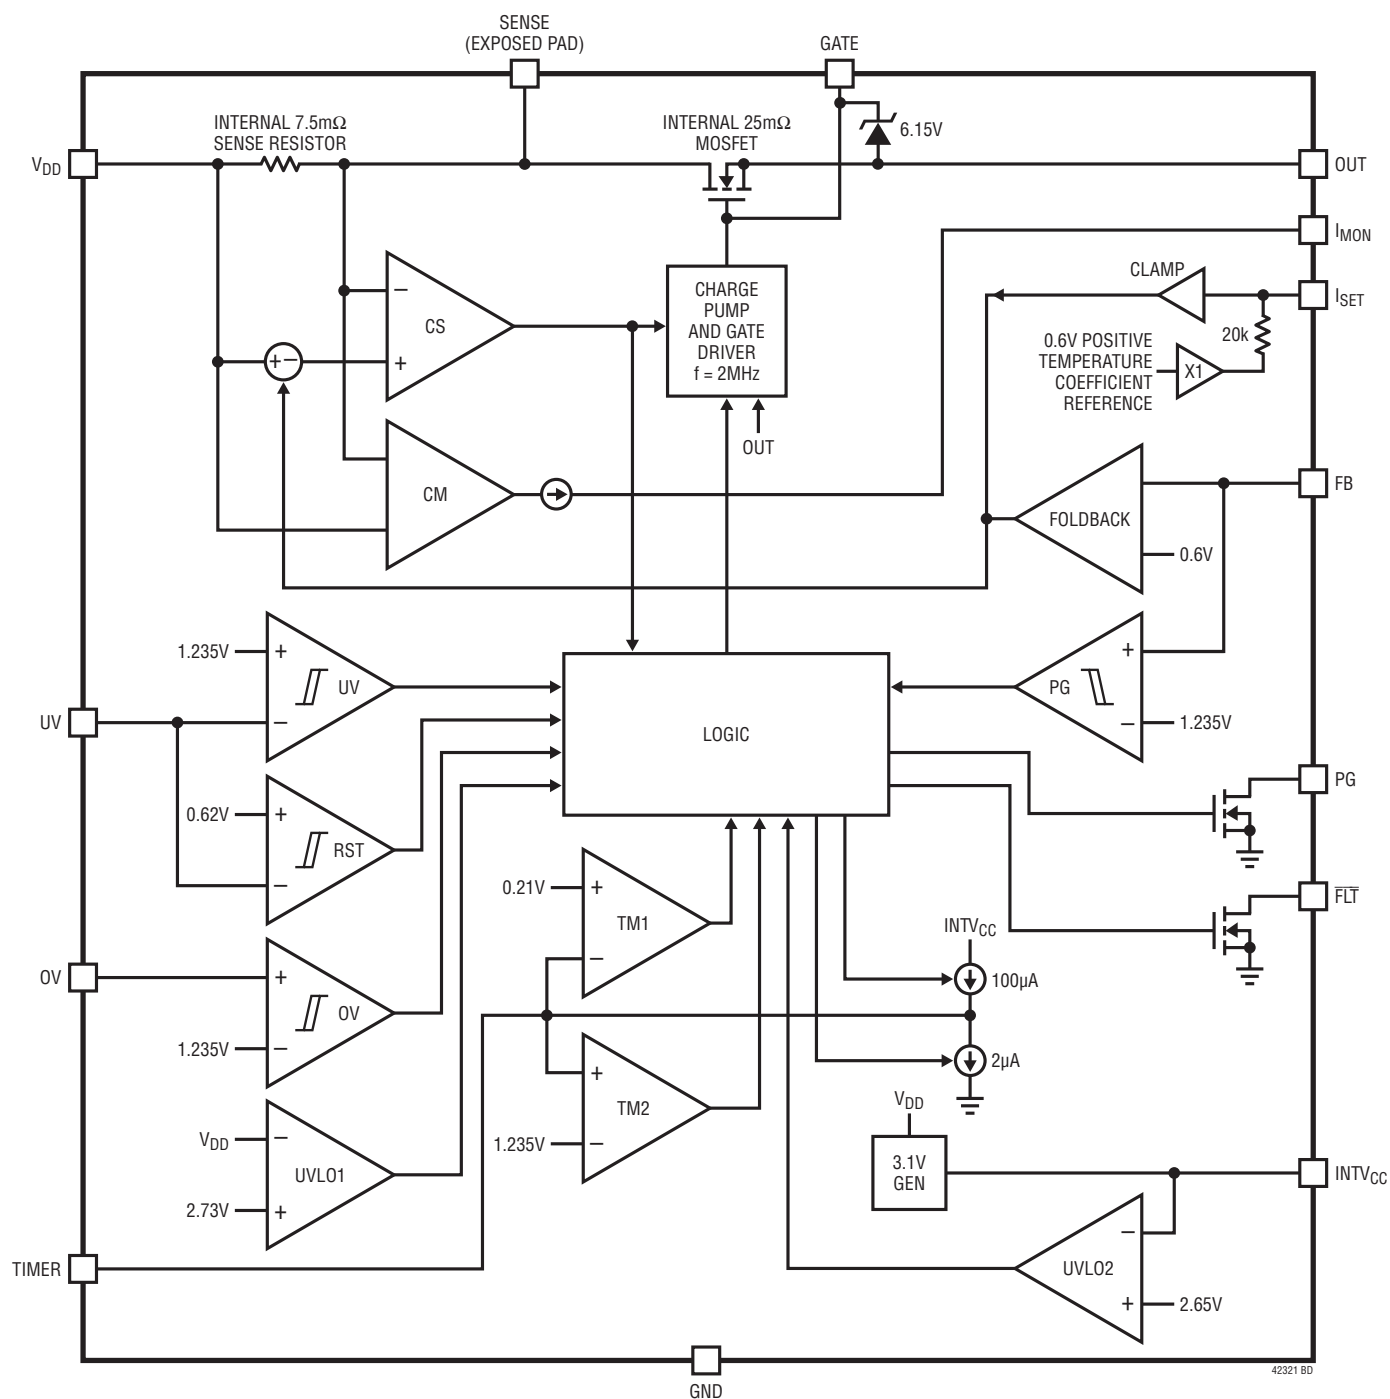 SENSE
(EXPOSED PAD)
GATE
INTERNAL 7.5mΩ
SENSE RESISTOR
INTERNAL 25mΩ
MOSFET
6.15V
VDD
OUT
IMON
CLAMP
ISET
20k
0.6V POSITIVE
TEMPERATURE
COEFFICIENT
REFERENCE
X1
CHARGE
PUMP
AND GATE
DRIVER
f = 2MHz
OUT
−
CS
+
+−
CM
FB
FOLDBACK
0.6V
1.235V
+
UV
−
UV
0.62V
+
RST
−
LOGIC
+
PG
−
1.235V
PG
FLT
OV
+
OV
1.235V
−
0.21V
+
TM1
−
INTVCC
100µA
2µA
+
TM2
1.235V
−
VDD
−
UVLO1
2.73V
+
VDD
3.1V
GEN
INTVCC
−
UVLO2
+
2.65V
TIMER
GND
42321 BD